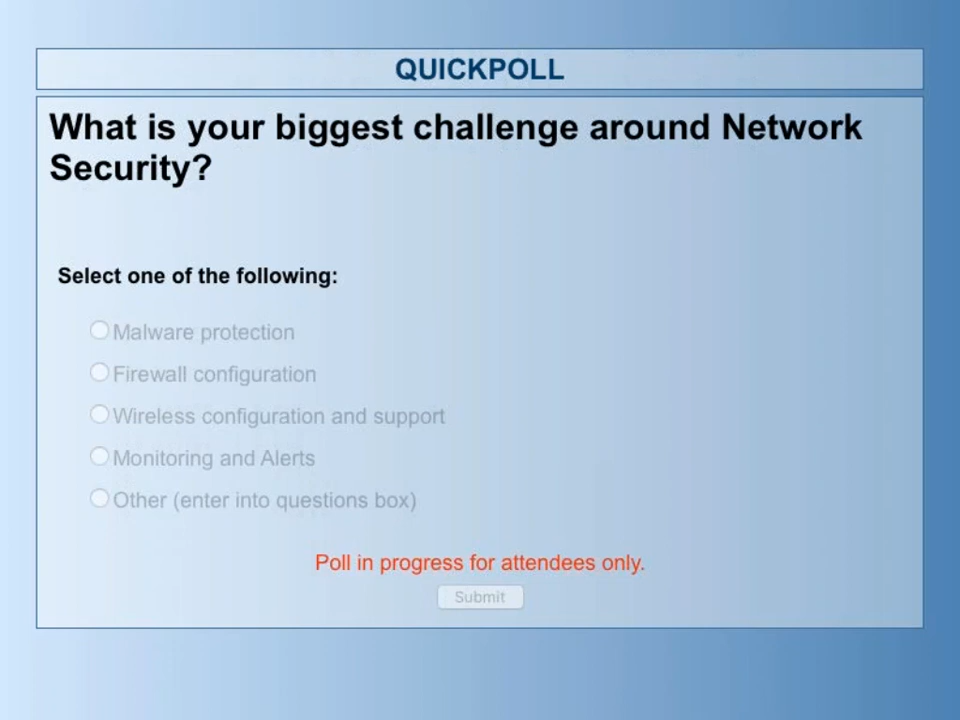 QUICKPOLL
What is your biggest challenge around Network
Security?
Select one of the following:
Malware protection
Firewall configuration
Wireless configuration and support
Monitoring and Alerts
Other (enter into questions box)
Poll in progress for attendees only.
Submit